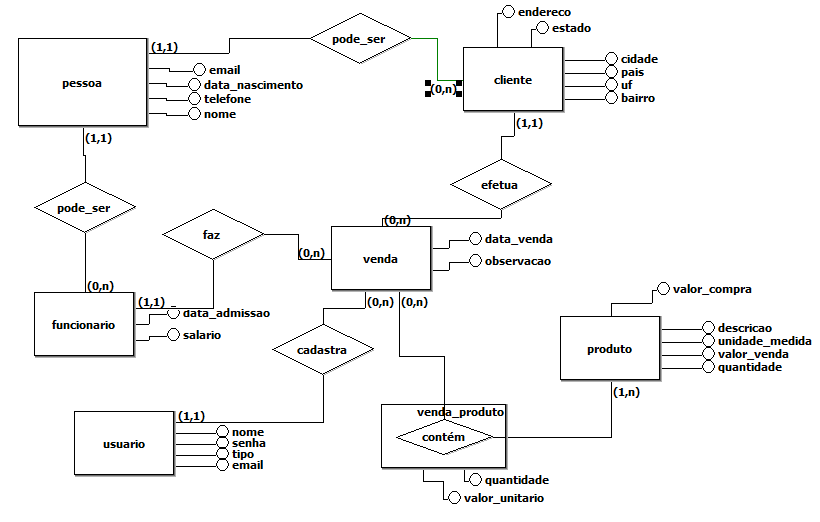 endereco
estado
pode_ser
(1,1)
pessoa
email
data_nascimento
telefone
nome
cliente
cidade
pais
uf
bairro
(0,n)
(1,1)
(1,1)
efetua
pode_ser
faz
(0,n)
(0,n)
venda
data_venda
observacao
(0,n)
(1,1)
funcionario
data_admissao
salario
(0,n)
(0,n)
valor_compra
cadastra
produto
descricao
unidade_medida
valor_venda
quantidade
(1,n)
(1,1)
usuario
nome
senha
tipo
email
venda_produto
contém
quantidade
valor_unitario